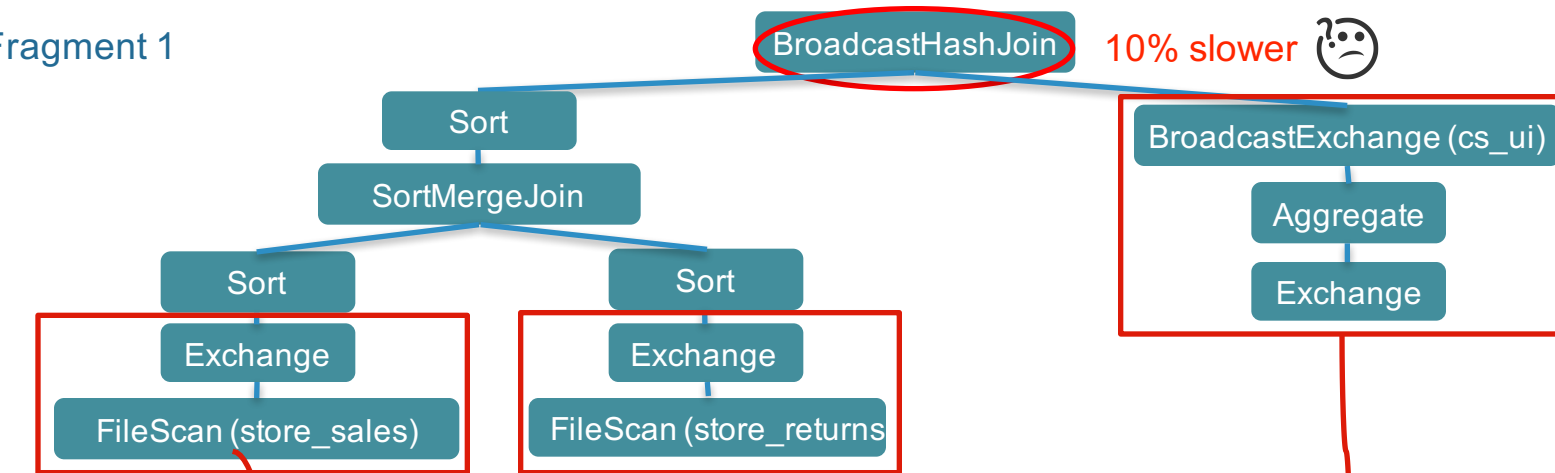 Fragment 1
BroadcastHashJoin
10% slower
Sort
BroadcastExchange (cs_ui)
SortMergeJoin
Aggregate
Sort
Sort
Exchange
Exchange
Exchange
FileScan (store_sales)
FileScan (store_returns